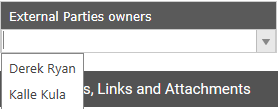 External Parties owners
Derek Ryan
Kalle Kula
s, Links and Attachments